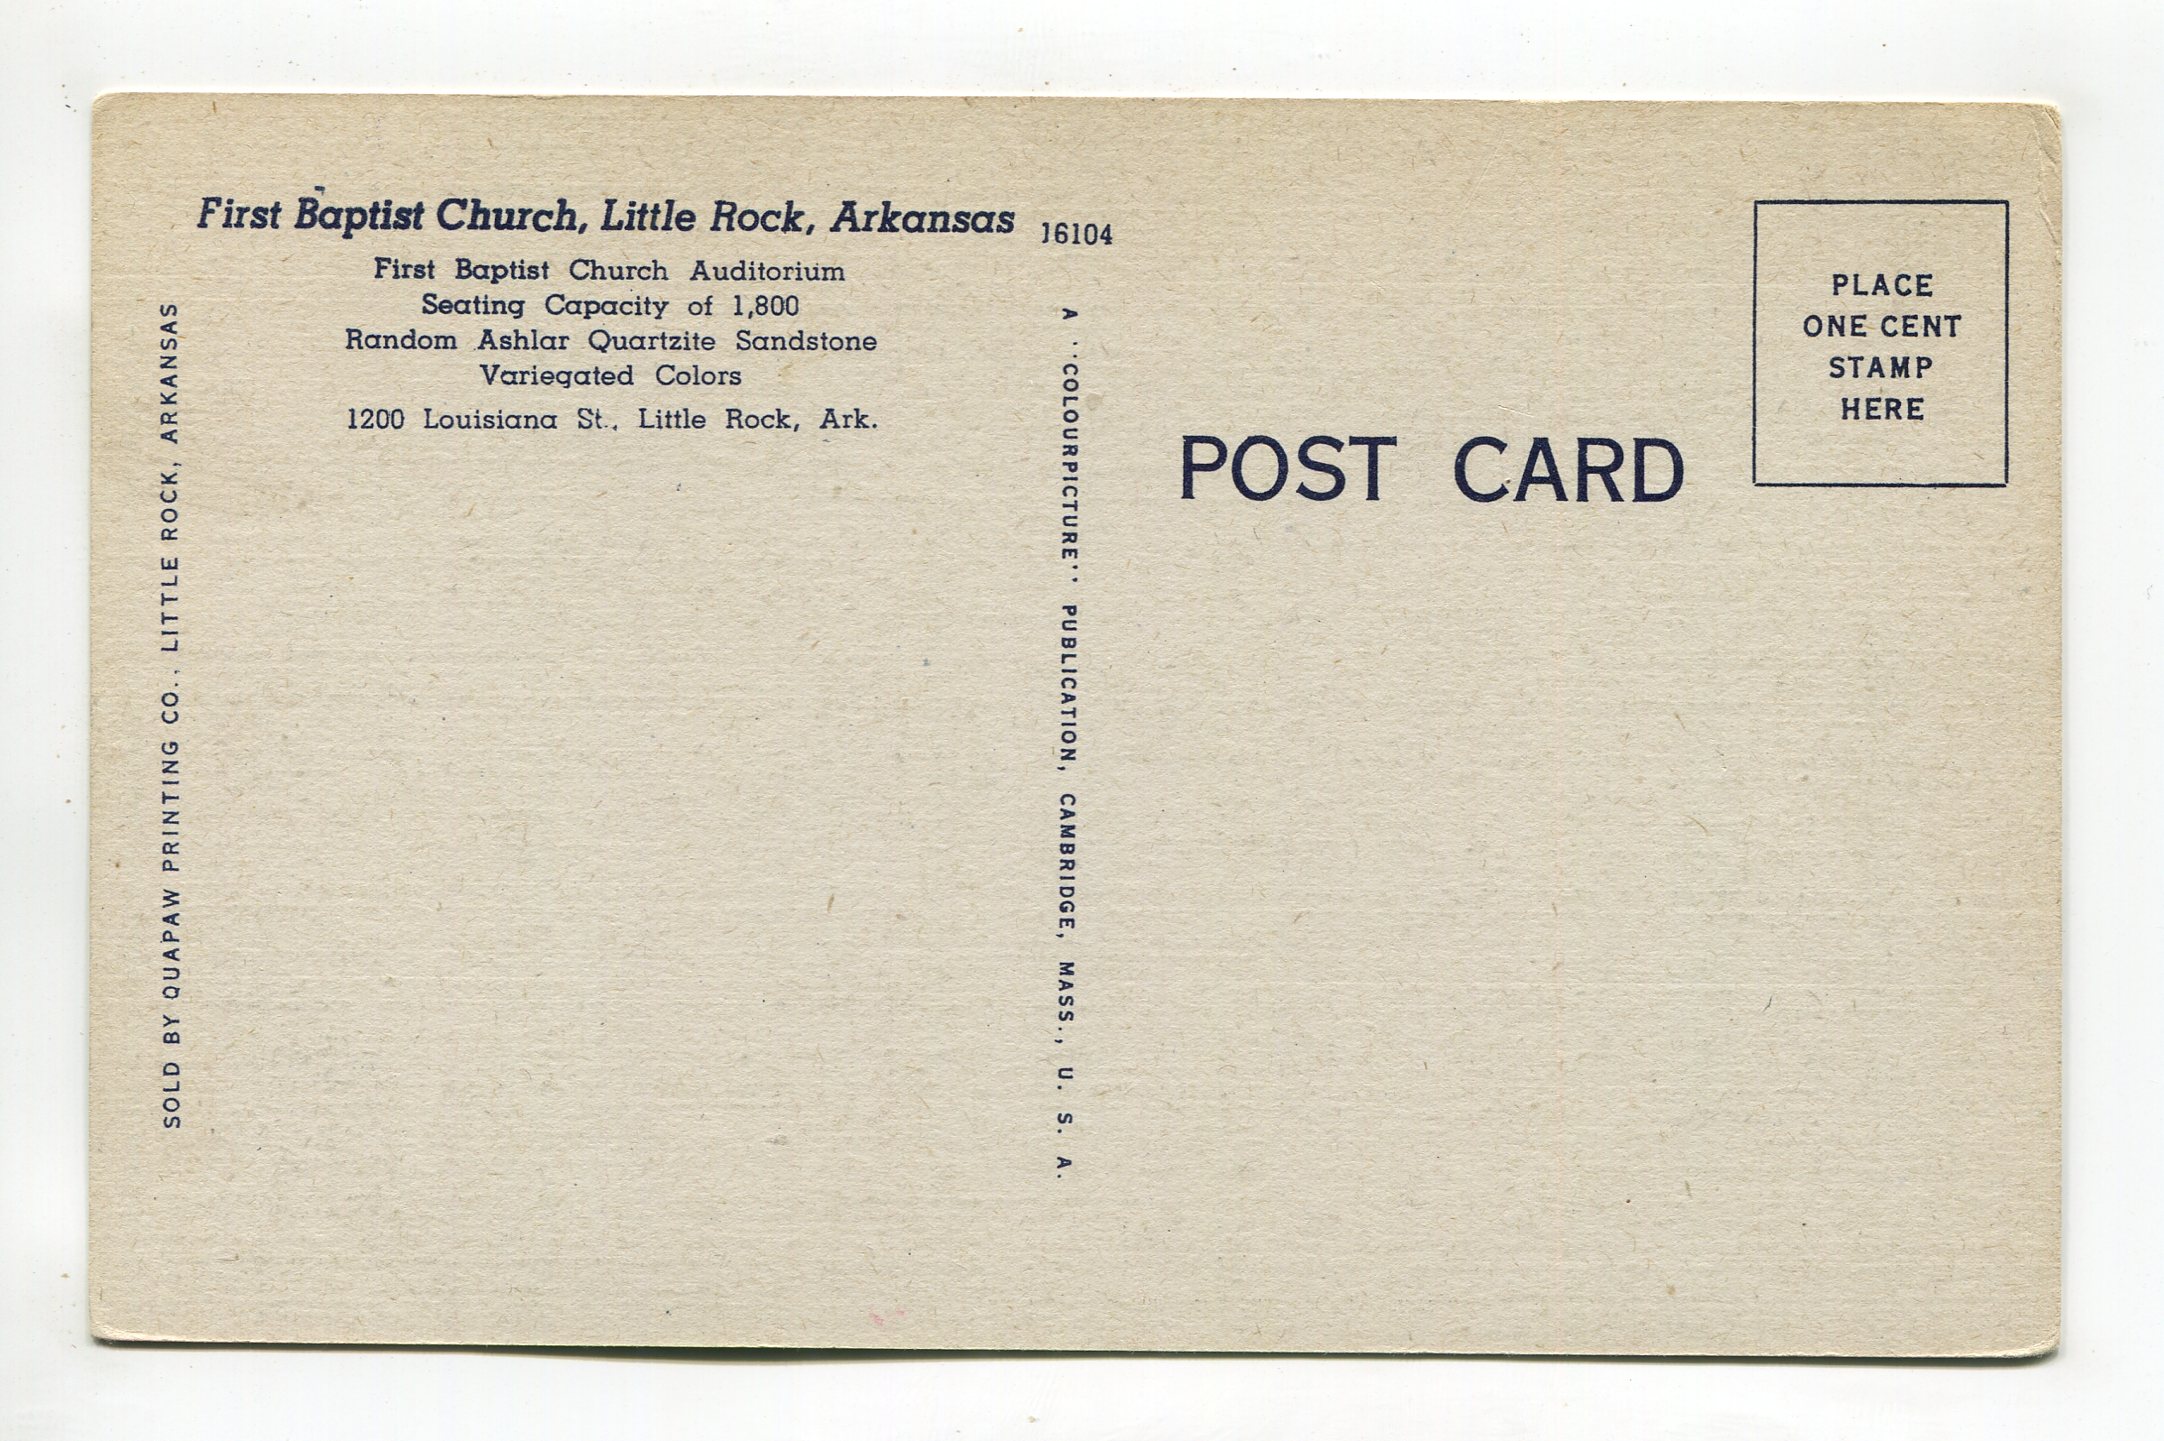 First Baptist Church, Little Rock, Arkansas 16104
First Baptist Church Auditorium
Seating Capacity of 1,800
Random Ashlar Quartzite Sandstone
Variegated Colors
1200 Louisiana St., Little Rock, Ark.
SOLD BY QUAPAW PRINTING CO., LITTLE ROCK, ARKANSAS
A "COLOURPICTURE" PUBLICATION, CAMBRIDGE, MASS., U. S. A.
POST CARD
PLACE
ONE CENT
STAMP
HERE